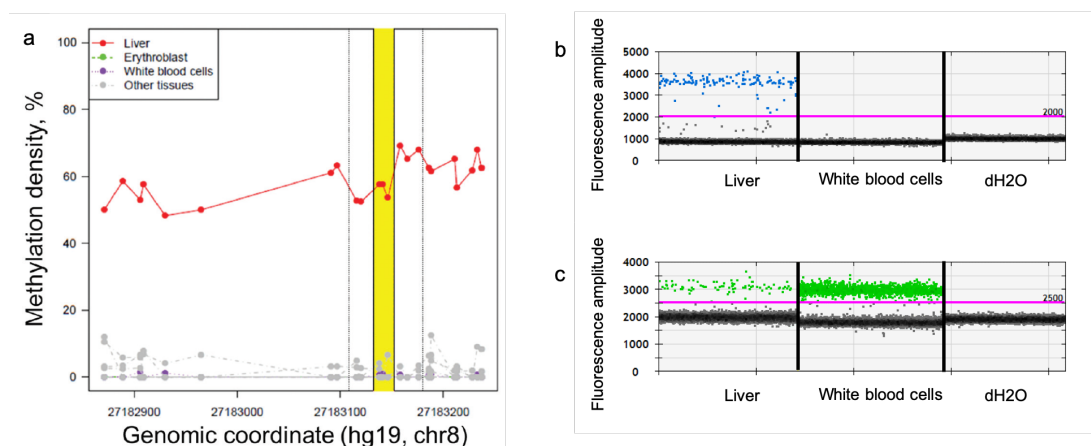 a
Methylation density, %
100
80
60
40
20
0
Liver
Erythroblast
White blood cells
Other tissues
27182900
27183000
27183100
27183200
Genomic coordinate (hg19, chr8)
b
Fluorescence amplitude
5000
4000
3000
2000
1000
0
2000
Liver
White blood cells
dH2O
c
Fluorescence amplitude
4000
3000
2000
1000
0
2500
Liver
White blood cells
dH2O